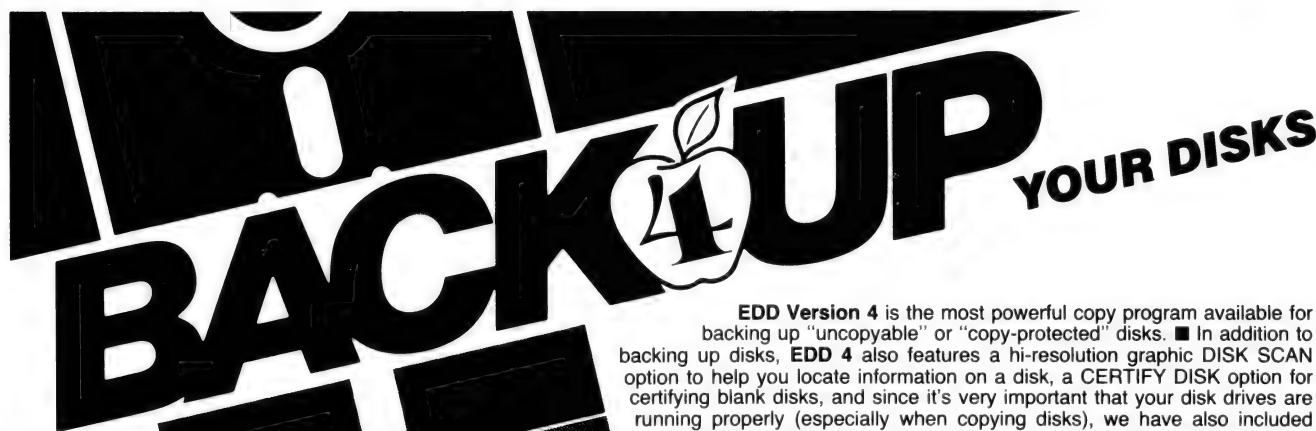 BACK 4 UP YOUR DISKS
EDD Version 4 is the most powerful copy program available for
backing up "uncopyable" or "copy-protected" disks. ■ In addition to
backing up disks, EDD 4 also features a hi-resolution graphic DISK SCAN
option to help you locate information on a disk, a CERTIFY DISK option for
certifying blank disks, and since it's very important that your disk drives are
running properly (especially when copying disks), we have also included